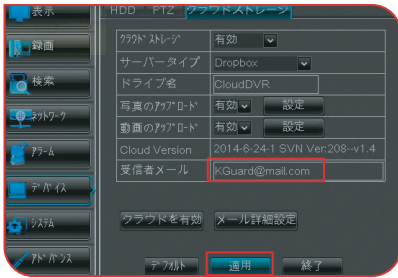 表示
録画
検索
ネットワーク
アラーム
デバイス
システム
アドバンス
HDD PTZ クラウドストレージ
クラウドストレージ 有効
サーバータイプ Dropbox
ドライブ名 CloudDVR
写真のアップロード 有効 設定
動画のアップロード 有効 設定
Cloud Version 2014-6-24-1 SVN Ver:208--v1.4
受信者メール KGuard@mail.com
クラウドを有効 メール詳細設定
デフォルト 適用 終了